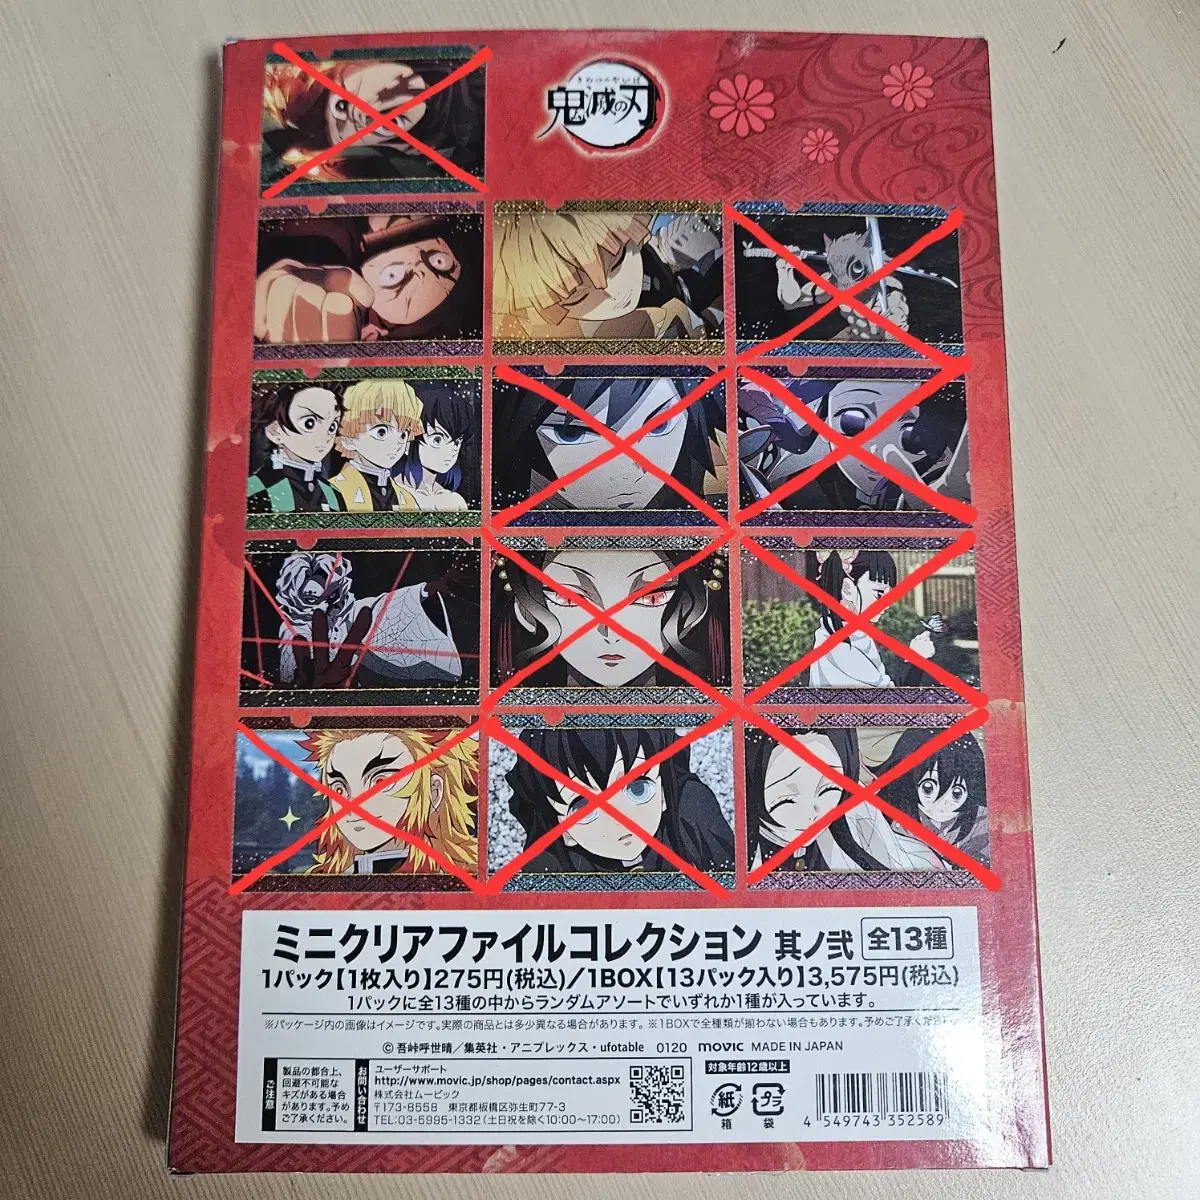 きめつのやいば
鬼滅の刃
ミニクリアファイルコレクション 其ノ弐 全13種
1パック【1枚入り】275円(税込)/1BOX【13パック入り】3,575円(税込)
1パックに全13種の中からランダムアソートでいずれか1種が入っています。
※パッケージ内の画像はイメージです。実際の商品とは多少異なる場合があります。※1BOXで全種類が揃わない場合もあります。予めご了承
© 吾峠呼世晴/集英社・アニプレックス・ufotable 0120 movic MADE IN JAPAN
ご注意
製品の都合上、
回避不可能な
キズがある場合
があります。予め
ご了承ください。
お問い合わせ
ユーザーサポート
http://www.movic.jp/shop/pages/contact.aspx
株式会社ムービック
〒173-8558 東京都板橋区弥生町77-3
TEL:03-5995-1332(土日祝を除く10:00~17:00)
対象年齢12歳以上
紙
箱
プラ
袋
4 549743 352589